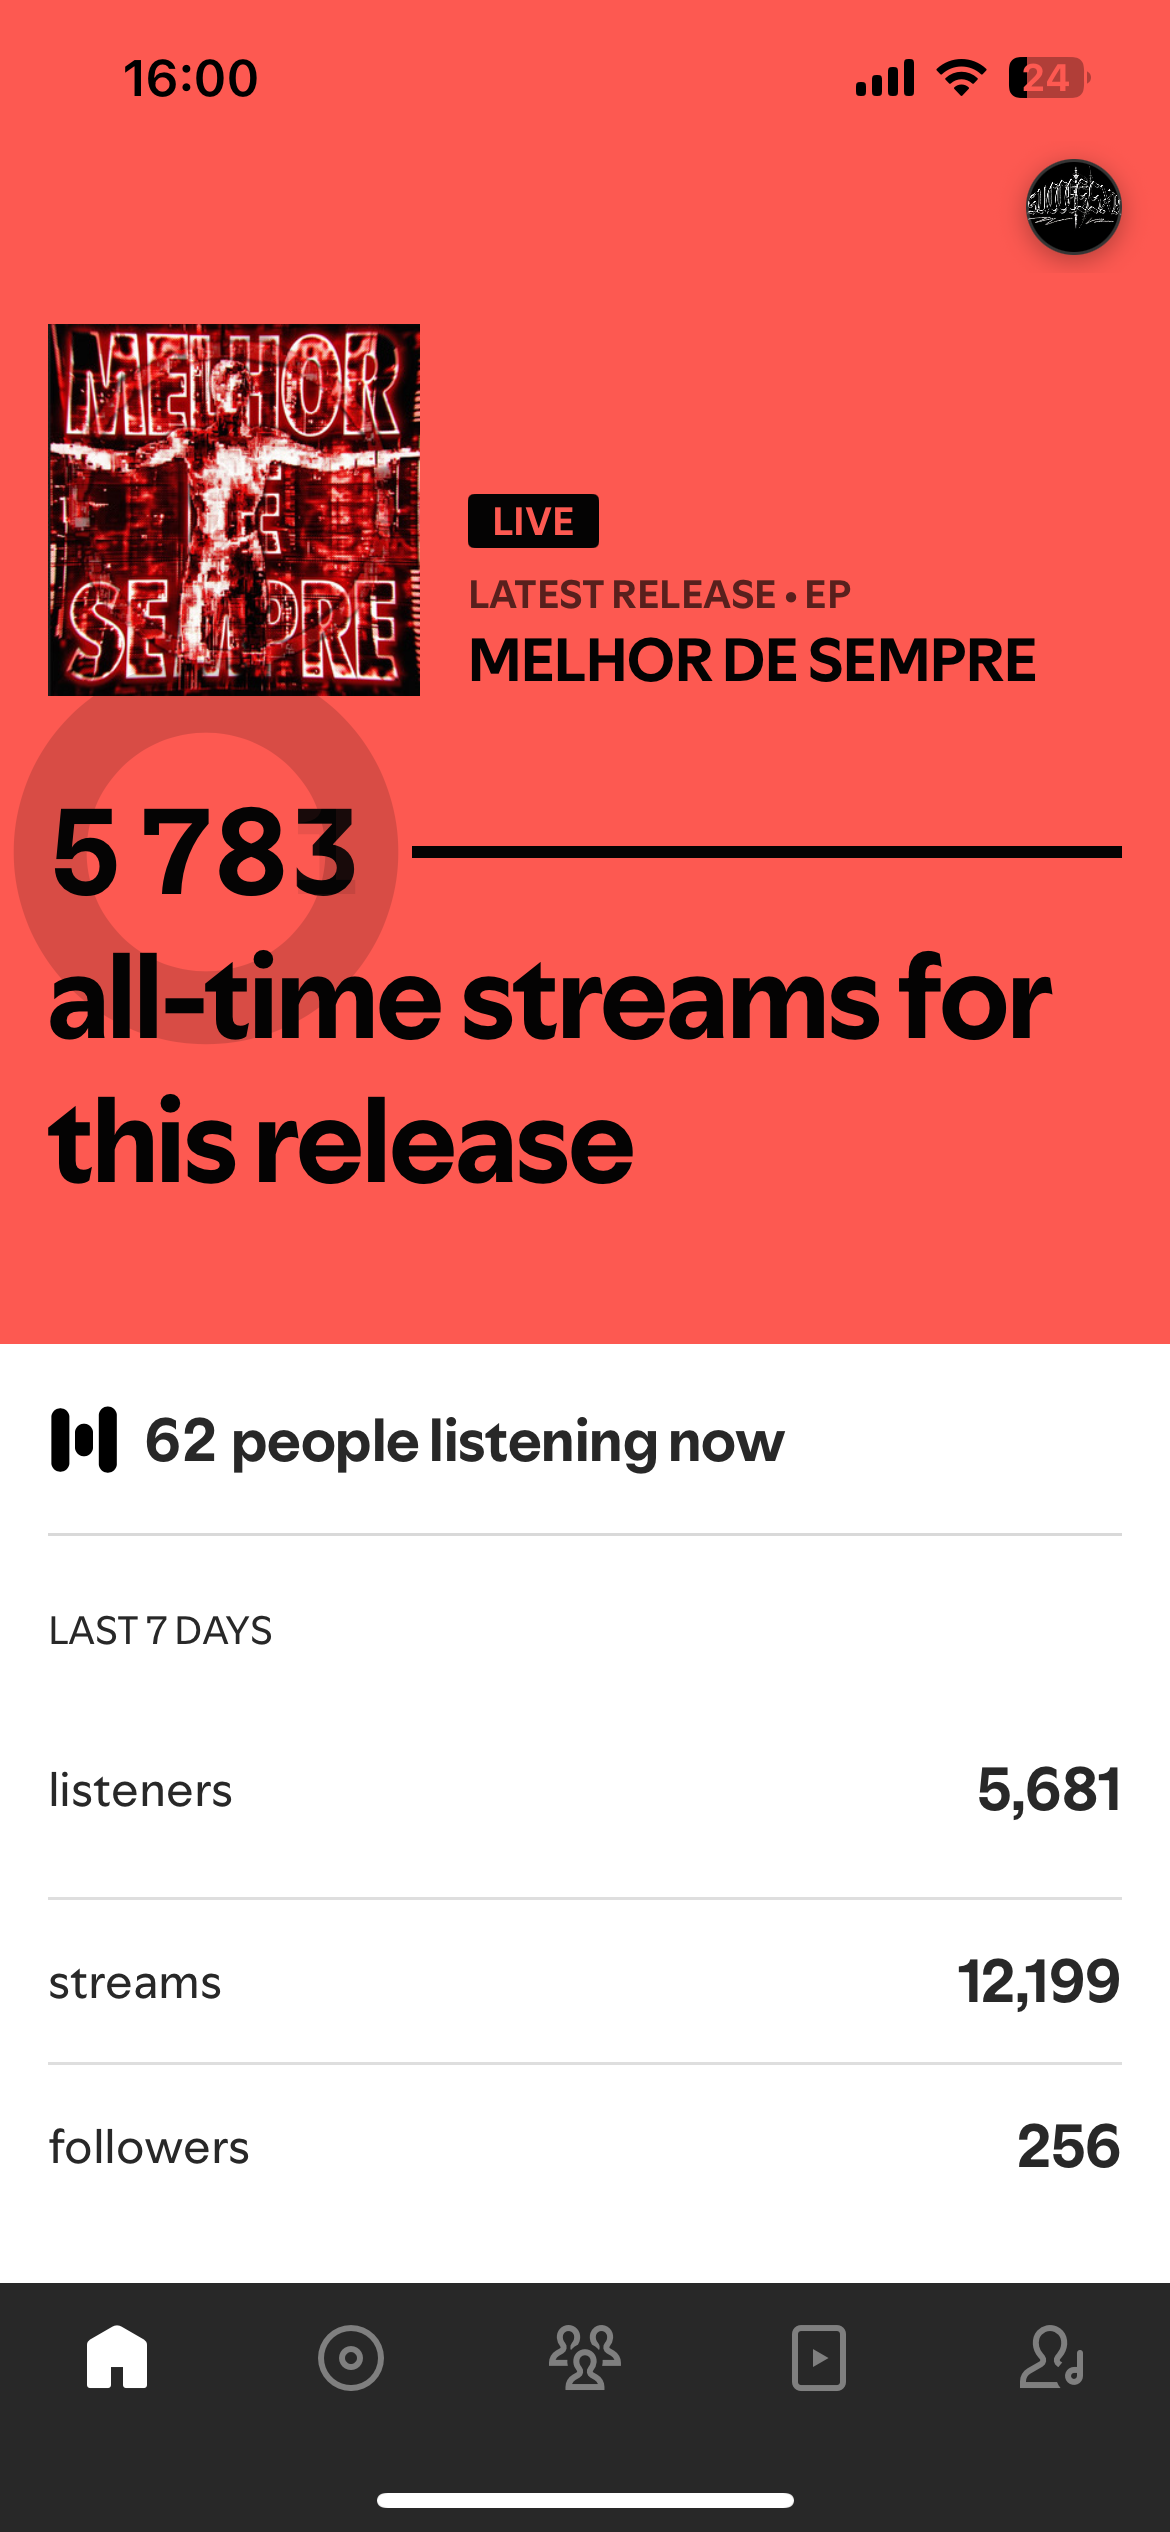 16:00
24
MELHOR
DE
SEMPRE
LIVE
LATEST RELEASE • EP
MELHOR DE SEMPRE
5 783
all-time streams for
this release
62 people listening now
LAST 7 DAYS
listeners
5,681
streams
12,199
followers
256